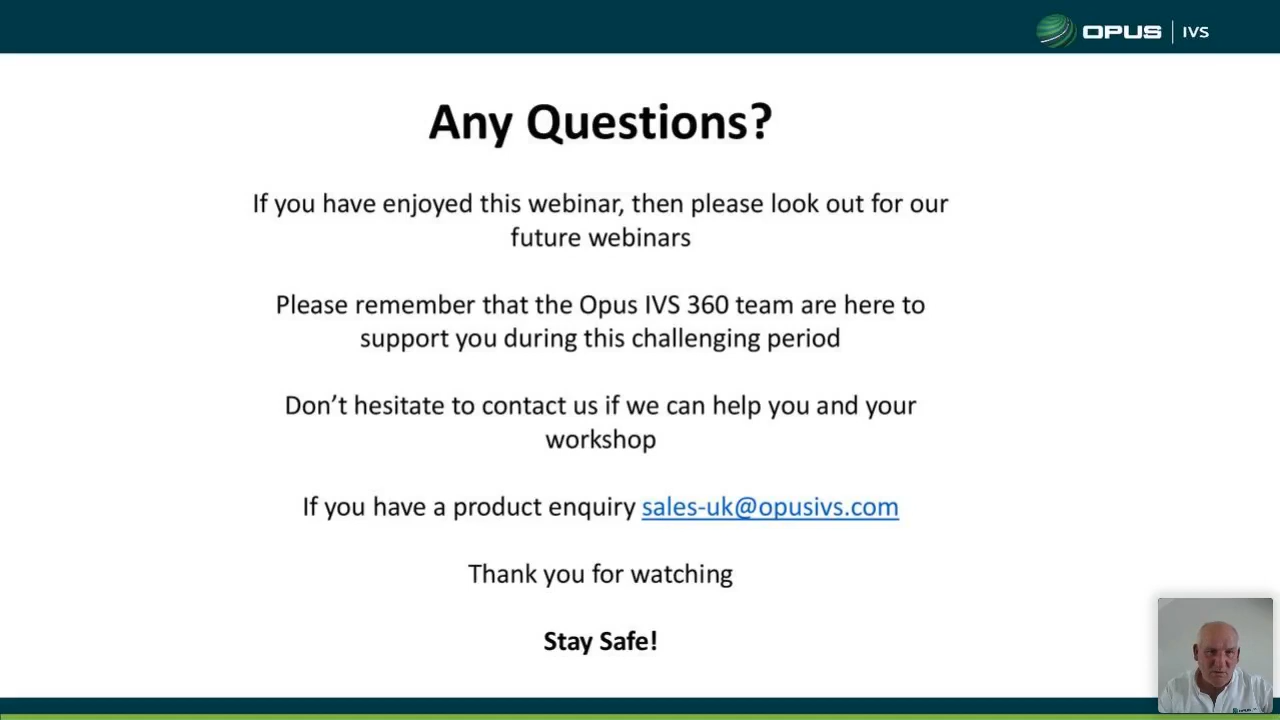 OPUS | IVS
Any Questions?
If you have enjoyed this webinar, then please look out for our
future webinars
Please remember that the Opus IVS 360 team are here to
support you during this challenging period
Don’t hesitate to contact us if we can help you and your
workshop
If you have a product enquiry sales-uk@opusivs.com
Thank you for watching
Stay Safe!
OPUS